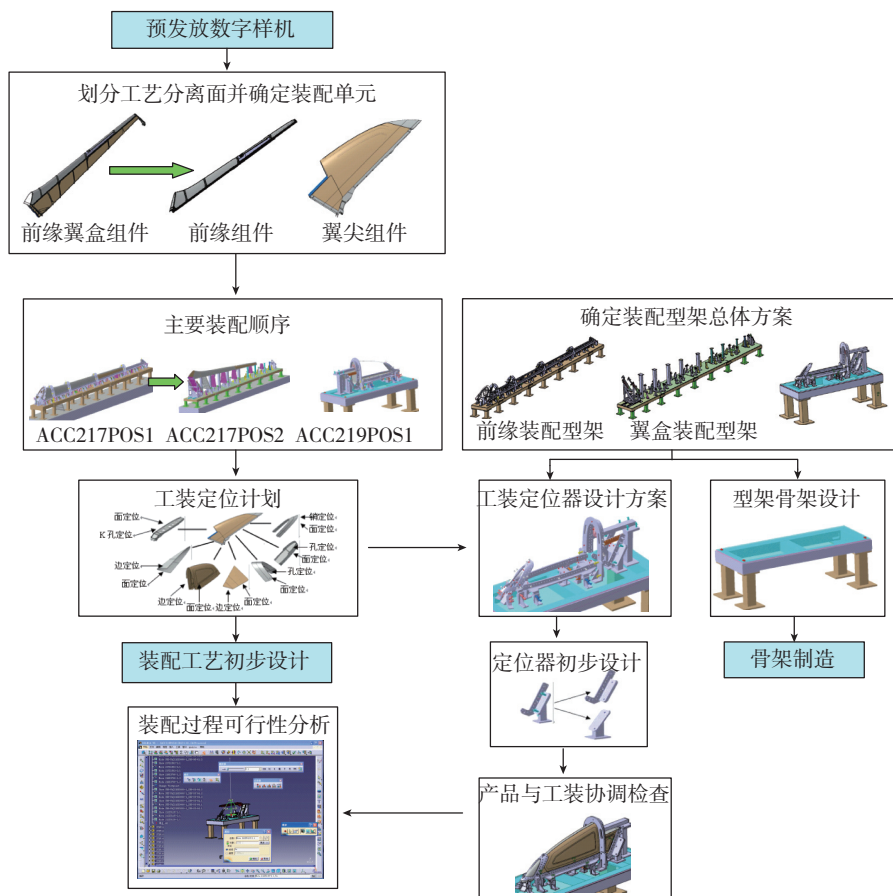 预发放数字样机
划分工艺分离面并确定装配单元
前缘翼盒组件
前缘组件
翼尖组件
主要装配顺序
ACC217POS1
ACC217POS2
ACC219POS1
确定装配型架总体方案
前缘装配型架
翼盒装配型架
工装定位计划
面定位
K孔定位
边定位
面定位
边定位
面定位
边定位
面定位
面定位
孔定位
面定位
孔定位
面定位
工装定位器设计方案
型架骨架设计
装配工艺初步设计
定位器初步设计
骨架制造
装配过程可行性分析
产品与工装协调检查